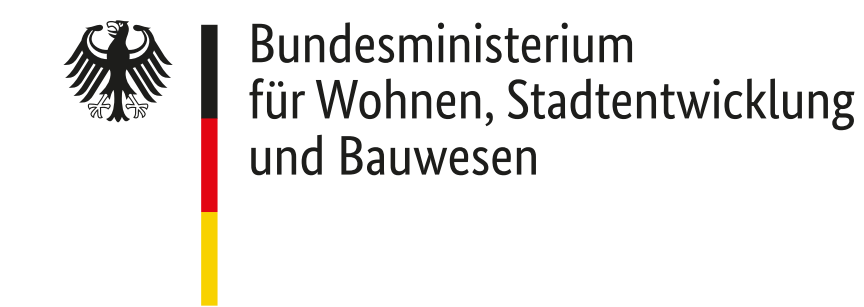 Bundesministerium
für Wohnen, Stadtentwicklung
und Bauwesen